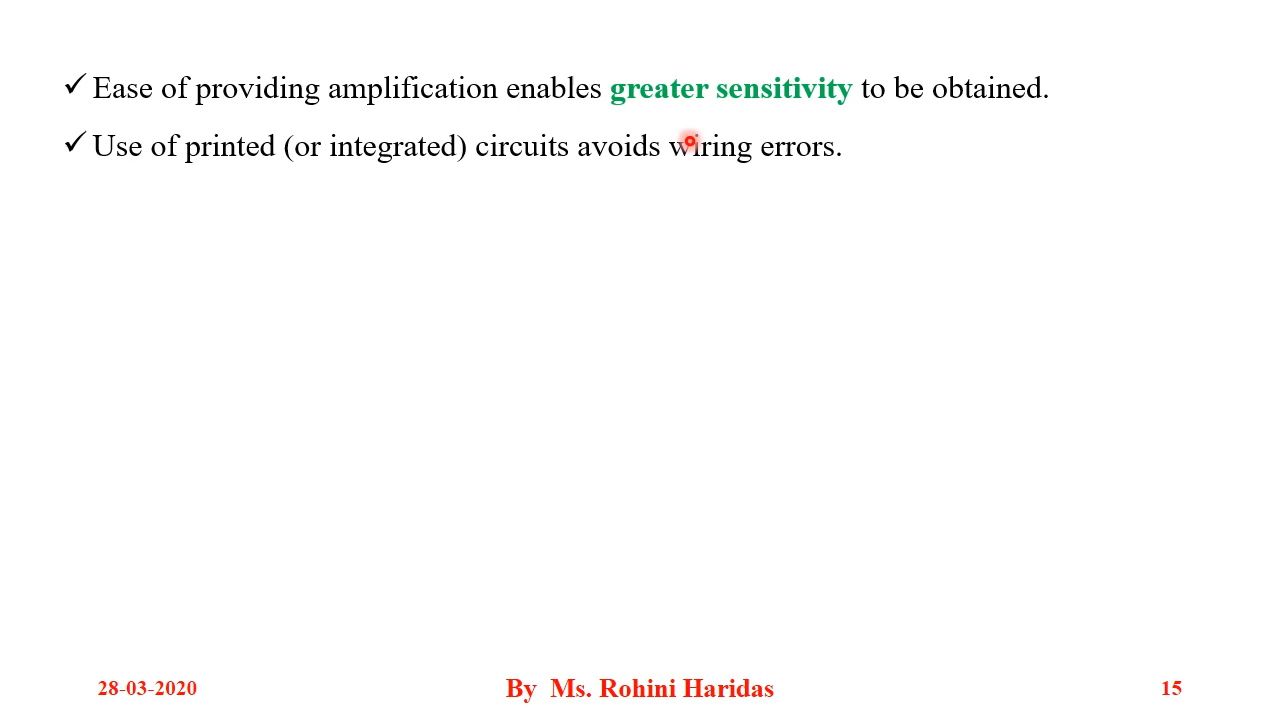 ✓ Ease of providing amplification enables greater sensitivity to be obtained.
✓ Use of printed (or integrated) circuits avoids wiring errors.
28-03-2020
By Ms. Rohini Haridas
15